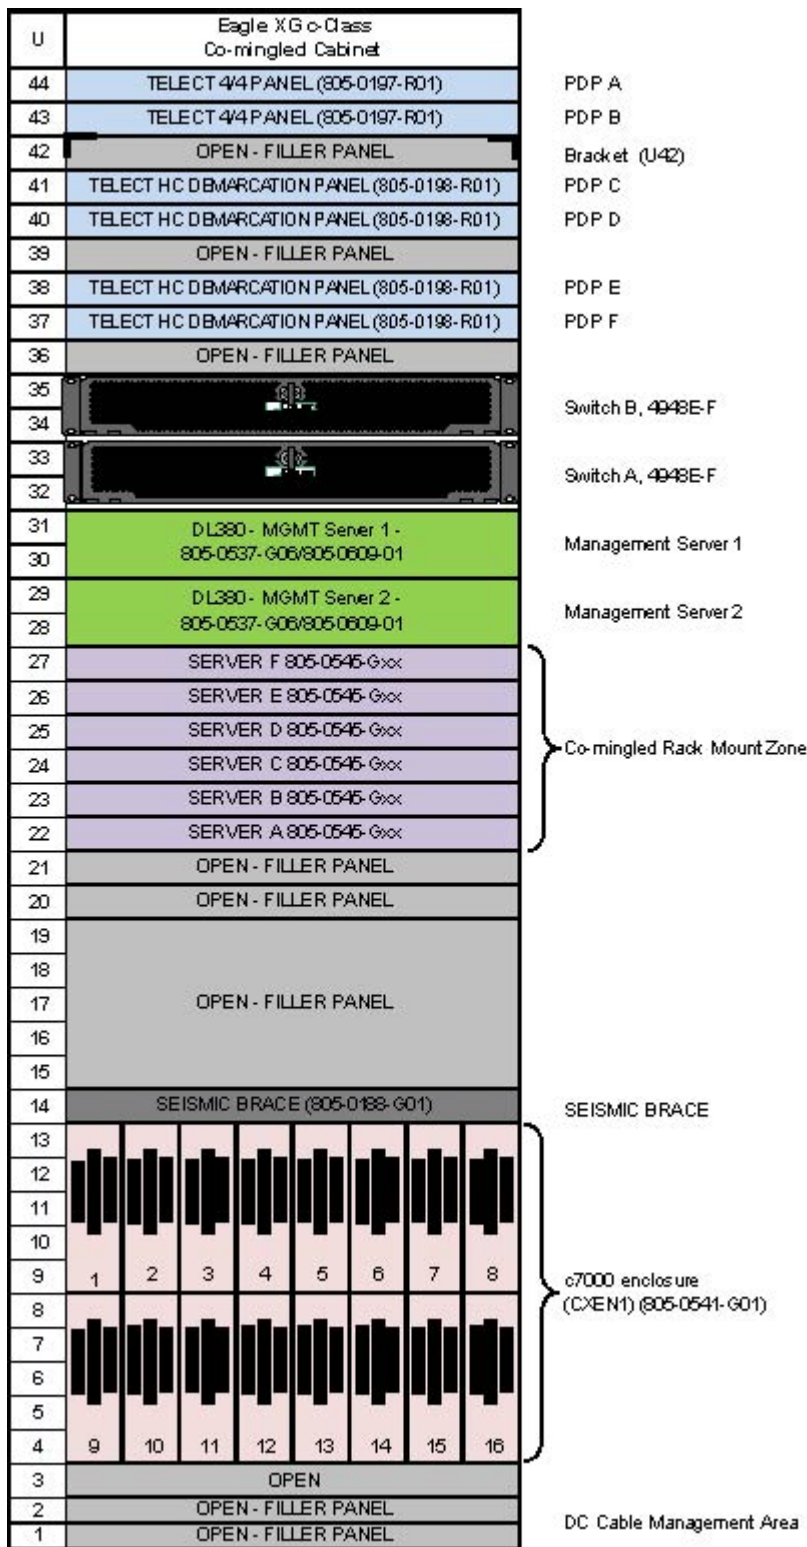 U
Eagle XG c-Class
Co-mingled Cabinet
44 TELECT 4/4 PANEL (805-0197-R01) PDP A
43 TELECT 4/4 PANEL (805-0197-R01) PDP B
42 OPEN - FILLER PANEL Bracket (U42)
41 TELECT HC DEMARCATION PANEL (805-0198-R01) PDP C
40 TELECT HC DEMARCATION PANEL (805-0198-R01) PDP D
39 OPEN - FILLER PANEL
38 TELECT HC DEMARCATION PANEL (805-0198-R01) PDP E
37 TELECT HC DEMARCATION PANEL (805-0198-R01) PDP F
36 OPEN - FILLER PANEL
35
Switch B, 4948E-F
34
33
Switch A, 4948E-F
32
31 DL380 - MGMT Server 1 -
Management Server 1
30 805-0537-G06/805-0609-01
29 DL380 - MGMT Server 2 -
Management Server 2
28 805-0537-G06/805-0609-01
27 SERVER F 805-0545-Gxx
26 SERVER E 805-0545-Gxx
25 SERVER D 805-0545-Gxx
Co-mingled Rack Mount Zone
24 SERVER C 805-0545-Gxx
23 SERVER B 805-0545-Gxx
22 SERVER A 805-0545-Gxx
21 OPEN - FILLER PANEL
20 OPEN - FILLER PANEL
19
18
17 OPEN - FILLER PANEL
16
15
14 SEISMIC BRACE (805-0188-G01) SEISMIC BRACE
13
12
11
10
9 1 2 3 4 5 6 7 8 c7000 enclosure
(CXEN1) (805-0541-G01)
8
7
6
5
4 9 10 11 12 13 14 15 16
3 OPEN
2 OPEN - FILLER PANEL
DC Cable Management Area
1 OPEN - FILLER PANEL